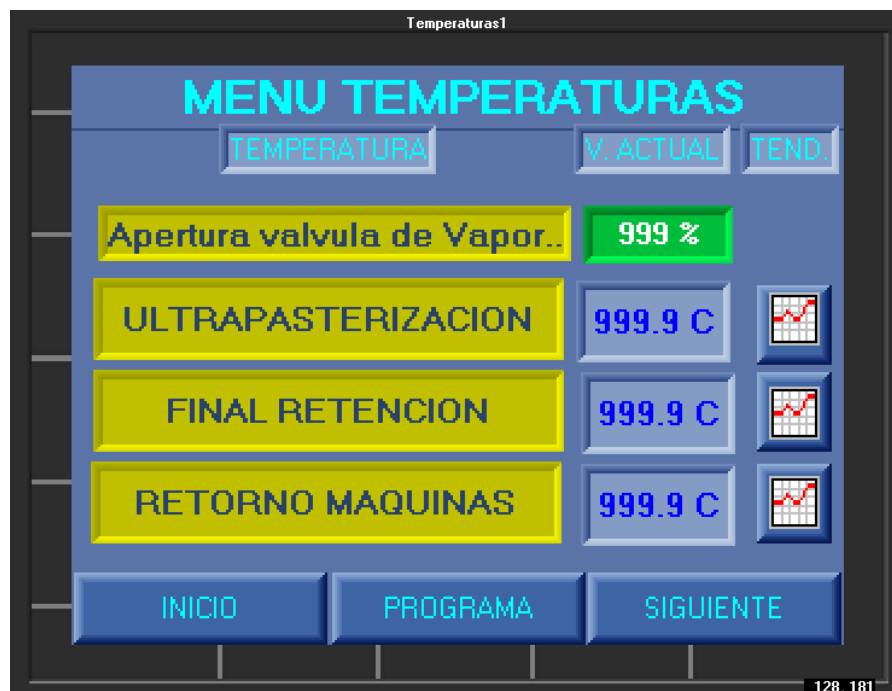 Temperaturas1
MENU TEMPERATURAS
TEMPERATURA V. ACTUAL TEND.
Apertura valvula de Vapor.. 999 %
ULTRAPASTERIZACION 999.9 C
FINAL RETENCION 999.9 C
RETORNO MAQUINAS 999.9 C
INICIO PROGRAMA SIGUIENTE
128, 181